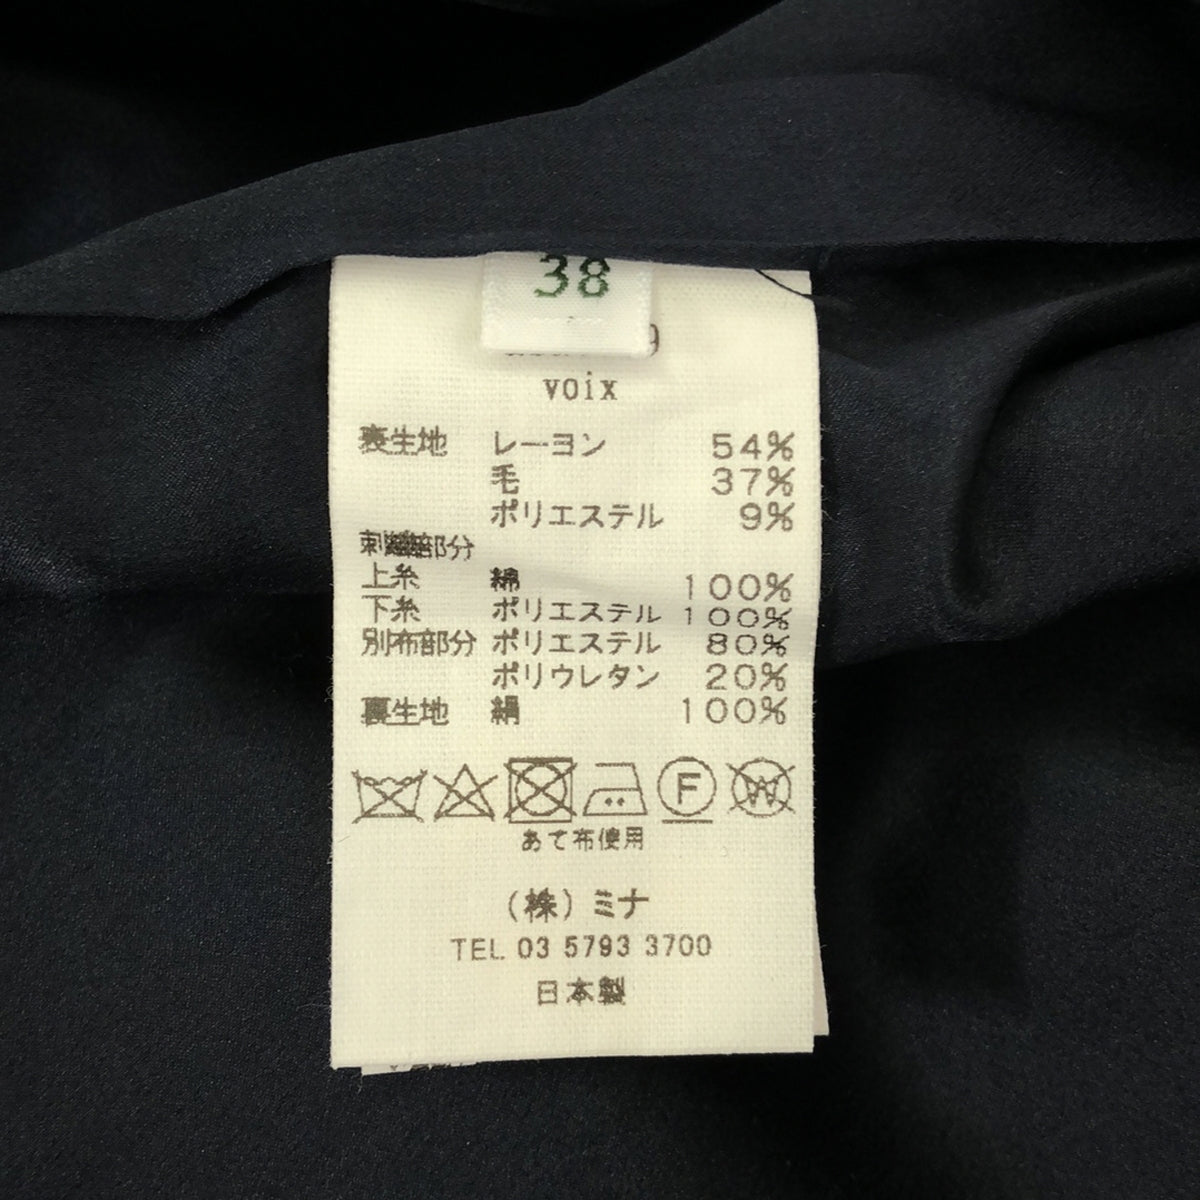 38
voix
表生地 レーヨン 54%
毛 37%
ポリエステル 9%
刺繍部分
上糸 綿 100%
下糸 ポリエステル 100%
別布部分 ポリエステル 80%
ポリウレタン 20%
裏生地 絹 100%
F W
あて布使用
(株)ミナ
TEL 03 5793 3700
日本製